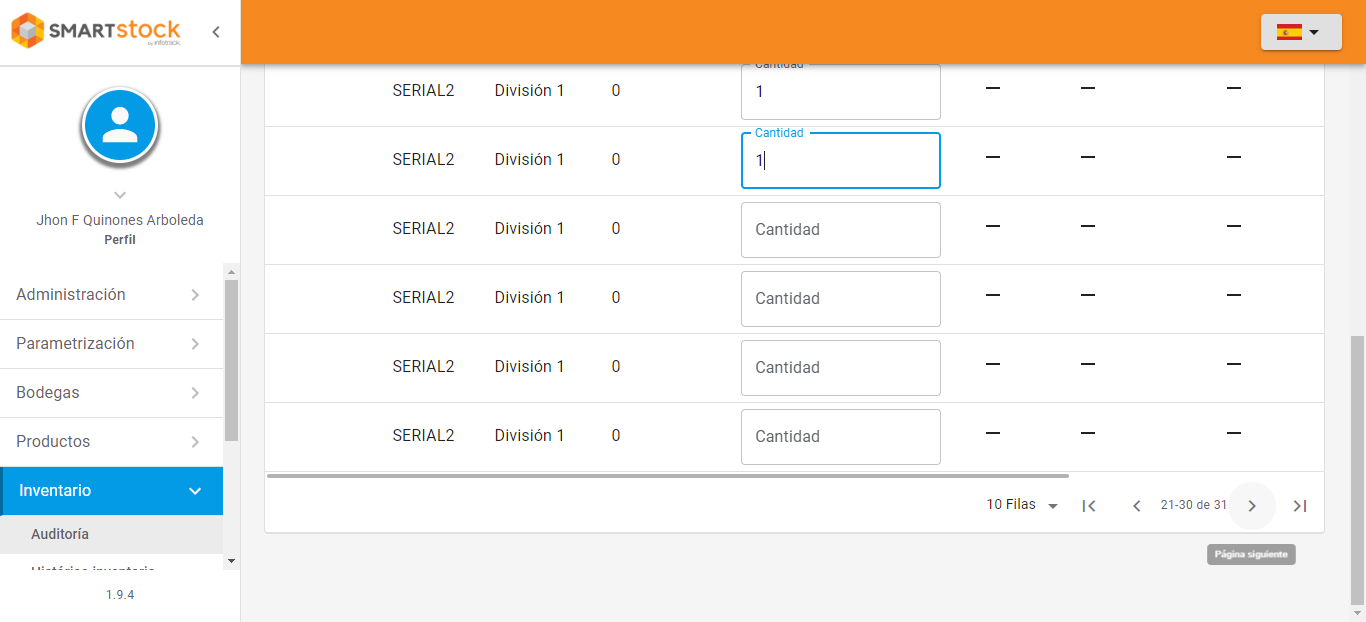 SMARTstock
by infotrack.
Jhon F Quinones Arboleda
Perfil
Administración
Parametrización
Bodegas
Productos
Inventario
Auditoría
Histórico inventario
1.9.4
Cantidad
SERIAL2 División 1 0 1 — — —
Cantidad
SERIAL2 División 1 0 1 — — —
SERIAL2 División 1 0 Cantidad — — —
SERIAL2 División 1 0 Cantidad — — —
SERIAL2 División 1 0 Cantidad — — —
SERIAL2 División 1 0 Cantidad — — —
10 Filas 21-30 de 31
Página siguiente